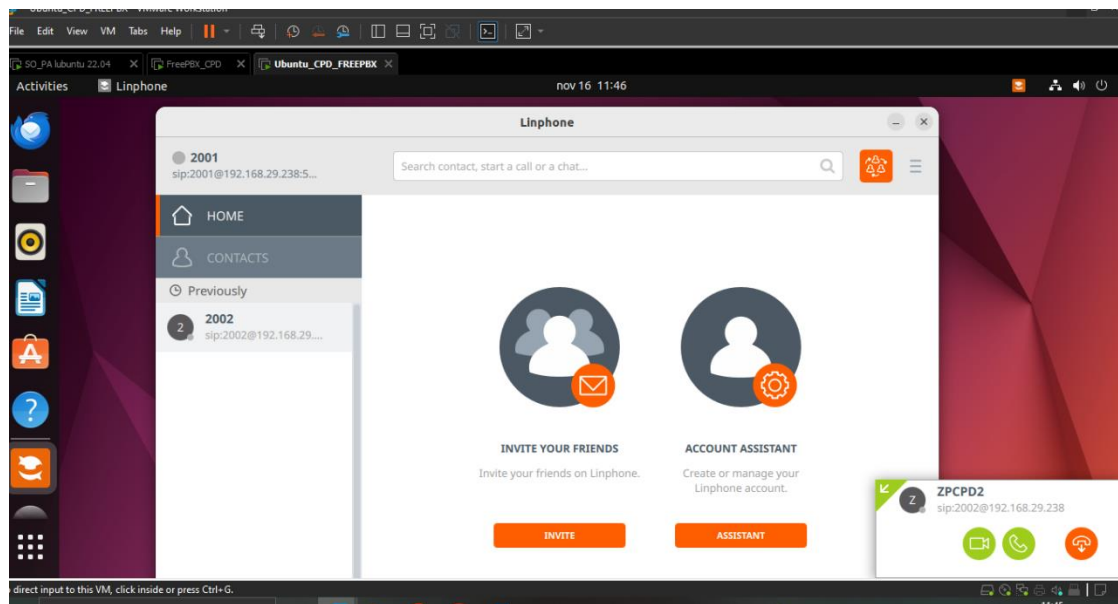 Ubuntu_CPD_FREEPBX - VMware Workstation
File Edit View VM Tabs Help
SO_PA lubuntu 22.04 FreePBX_CPD Ubuntu_CPD_FREEPBX
Activities Linphone nov 16 11:46
Linphone
2001
sip:2001@192.168.29.238:5...
Search contact, start a call or a chat...
HOME
CONTACTS
Previously
2
2002
sip:2002@192.168.29....
INVITE YOUR FRIENDS
Invite your friends on Linphone.
INVITE
ACCOUNT ASSISTANT
Create or manage your
Linphone account.
ASSISTANT
Z
ZPCPD2
sip:2002@192.168.29.238
direct input to this VM, click inside or press Ctrl+G.